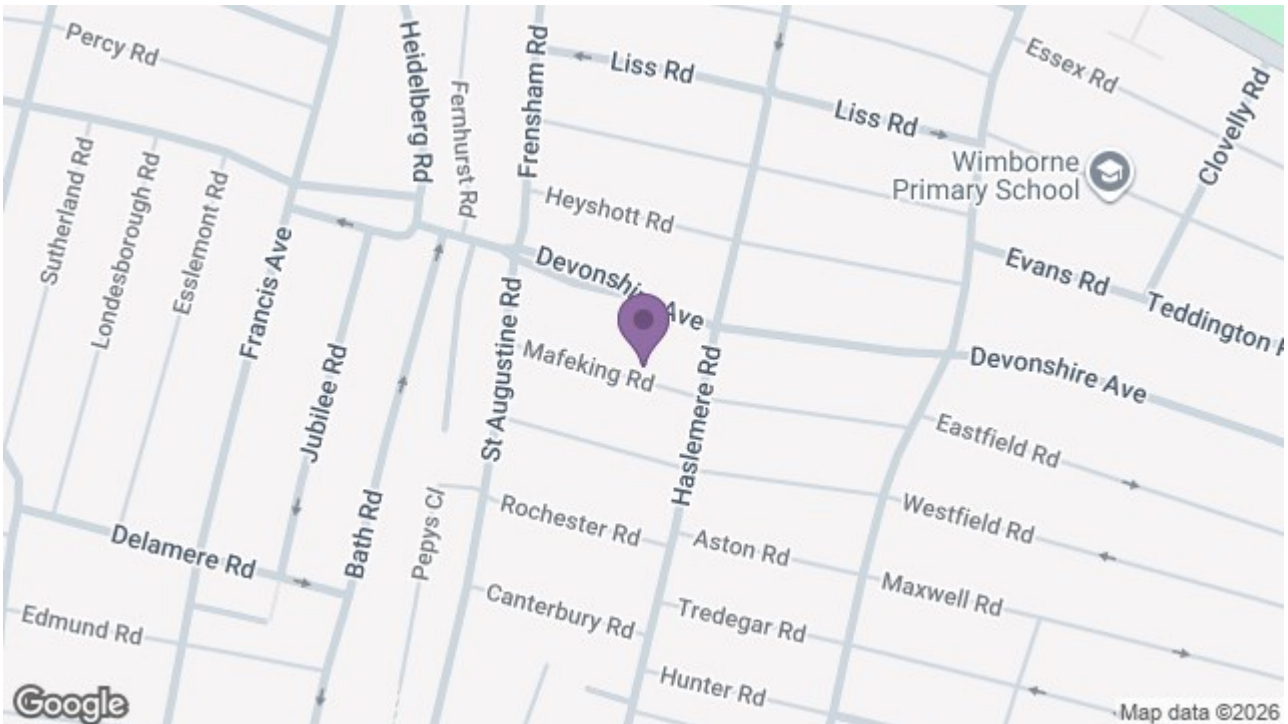 Percy Rd
Heidelberg Rd
Fernhurst Rd
Frensham Rd
Liss Rd
Liss Rd
Essex Rd
Clovelly Rd
Wimborne
Primary School
Sutherland Rd
Londesborough Rd
Esslemont Rd
Francis Ave
Heyshott Rd
Devonshire Ave
Evans Rd
Teddington R
Jubilee Rd
Bath Rd
St Augustine Rd
Mafeking Rd
Haslemere Rd
Devonshire Ave
Eastfield Rd
Pepys Cl
Rochester Rd
Aston Rd
Westfield Rd
Delamere Rd
Maxwell Rd
Edmund Rd
Canterbury Rd
Tredegar Rd
Hunter Rd
Google
Map data ©2026